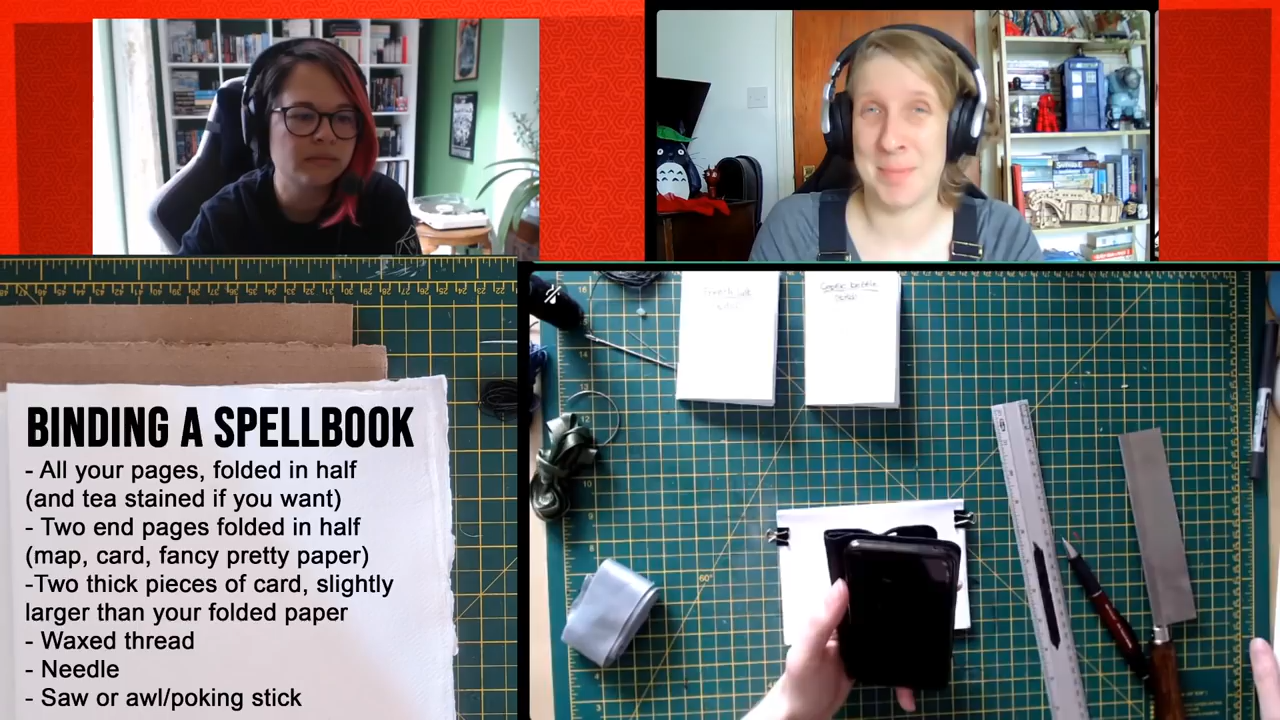 BINDING A SPELLBOOK
- All your pages, folded in half
(and tea stained if you want)
- Two end pages folded in half
(map, card, fancy pretty paper)
-Two thick pieces of card, slightly
larger than your folded paper
- Waxed thread
- Needle
- Saw or awl/poking stick